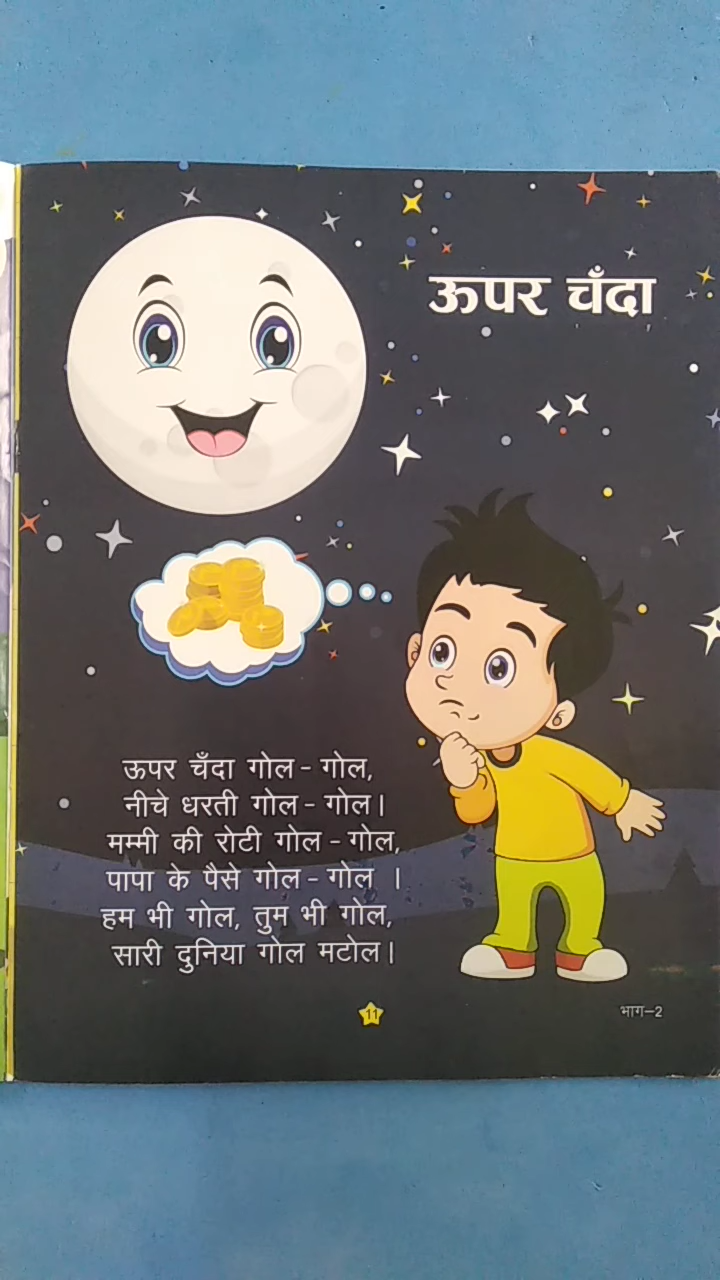 ऊपर चँदा
ऊपर चँदा गोल - गोल,
नीचे धरती गोल - गोल।
मम्मी की रोटी गोल - गोल,
पापा के पैसे गोल - गोल ।
हम भी गोल, तुम भी गोल,
सारी दुनिया गोल मटोल।
11
भाग-2